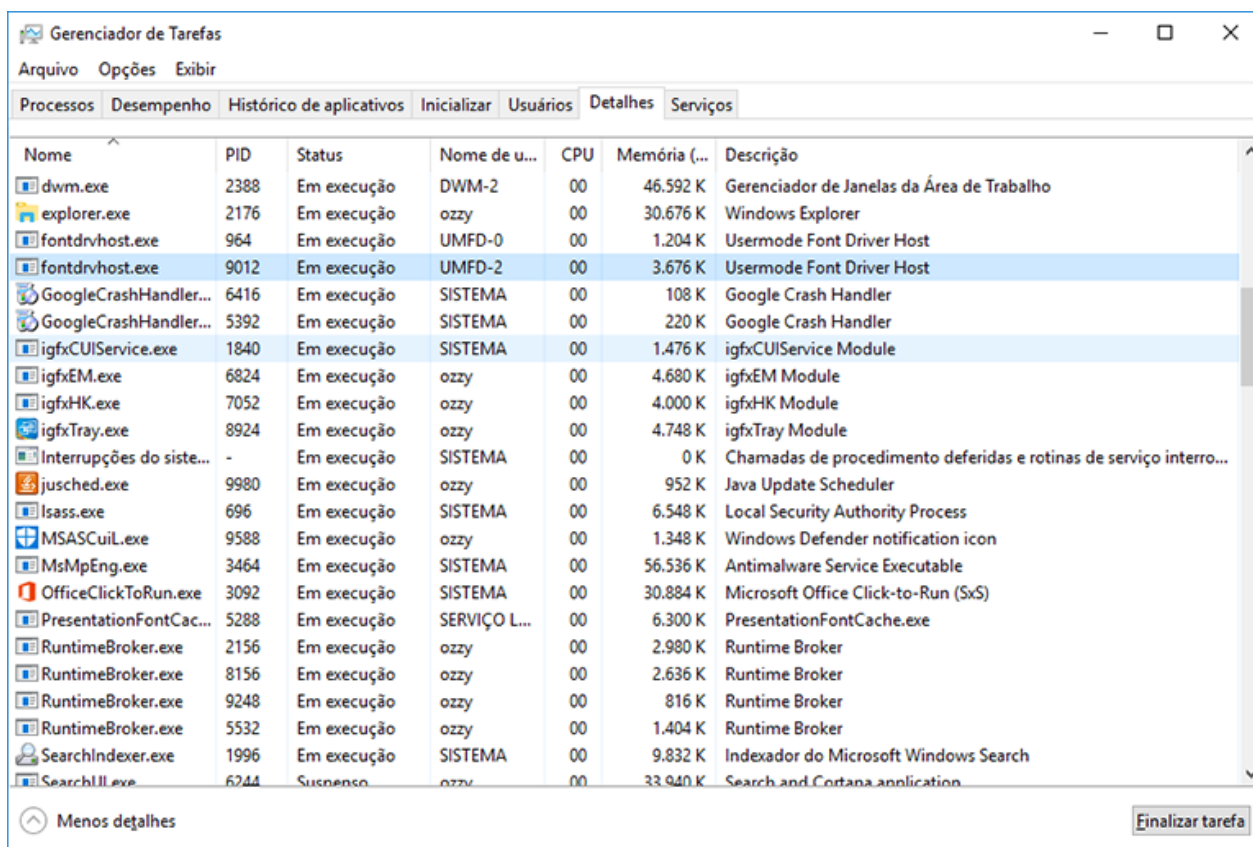 Gerenciador de Tarefas
Arquivo Opções Exibir
Processos Desempenho Histórico de aplicativos Inicializar Usuários Detalhes Serviços
Nome PID Status Nome de u... CPU Memória (... Descrição
dwm.exe 2388 Em execução DWM-2 00 46.592 K Gerenciador de Janelas da Área de Trabalho
explorer.exe 2176 Em execução ozzy 00 30.676 K Windows Explorer
fontdrvhost.exe 964 Em execução UMFD-0 00 1.204 K Usermode Font Driver Host
fontdrvhost.exe 9012 Em execução UMFD-2 00 3.676 K Usermode Font Driver Host
GoogleCrashHandler... 6416 Em execução SISTEMA 00 108 K Google Crash Handler
GoogleCrashHandler... 5392 Em execução SISTEMA 00 220 K Google Crash Handler
igfxCUIService.exe 1840 Em execução SISTEMA 00 1.476 K igfxCUIService Module
igfxEM.exe 6824 Em execução ozzy 00 4.680 K igfxEM Module
igfxHK.exe 7052 Em execução ozzy 00 4.000 K igfxHK Module
igfxTray.exe 8924 Em execução ozzy 00 4.748 K igfxTray Module
Interrupções do siste... - Em execução SISTEMA 00 0 K Chamadas de procedimento deferidas e rotinas de serviço interro...
jusched.exe 9980 Em execução ozzy 00 952 K Java Update Scheduler
lsass.exe 696 Em execução SISTEMA 00 6.548 K Local Security Authority Process
MSASCuiL.exe 9588 Em execução ozzy 00 1.348 K Windows Defender notification icon
MsMpEng.exe 3464 Em execução SISTEMA 00 56.536 K Antimalware Service Executable
OfficeClickToRun.exe 3092 Em execução SISTEMA 00 30.884 K Microsoft Office Click-to-Run (SxS)
PresentationFontCac... 5288 Em execução SERVIÇO L... 00 6.300 K PresentationFontCache.exe
RuntimeBroker.exe 2156 Em execução ozzy 00 2.980 K Runtime Broker
RuntimeBroker.exe 8156 Em execução ozzy 00 2.636 K Runtime Broker
RuntimeBroker.exe 9248 Em execução ozzy 00 816 K Runtime Broker
RuntimeBroker.exe 5532 Em execução ozzy 00 1.404 K Runtime Broker
SearchIndexer.exe 1996 Em execução SISTEMA 00 9.832 K Indexador do Microsoft Windows Search
SearchUI.exe 6244 Suspenso ozzy 00 33.940 K Search and Cortana application
Menos detalhes Finalizar tarefa